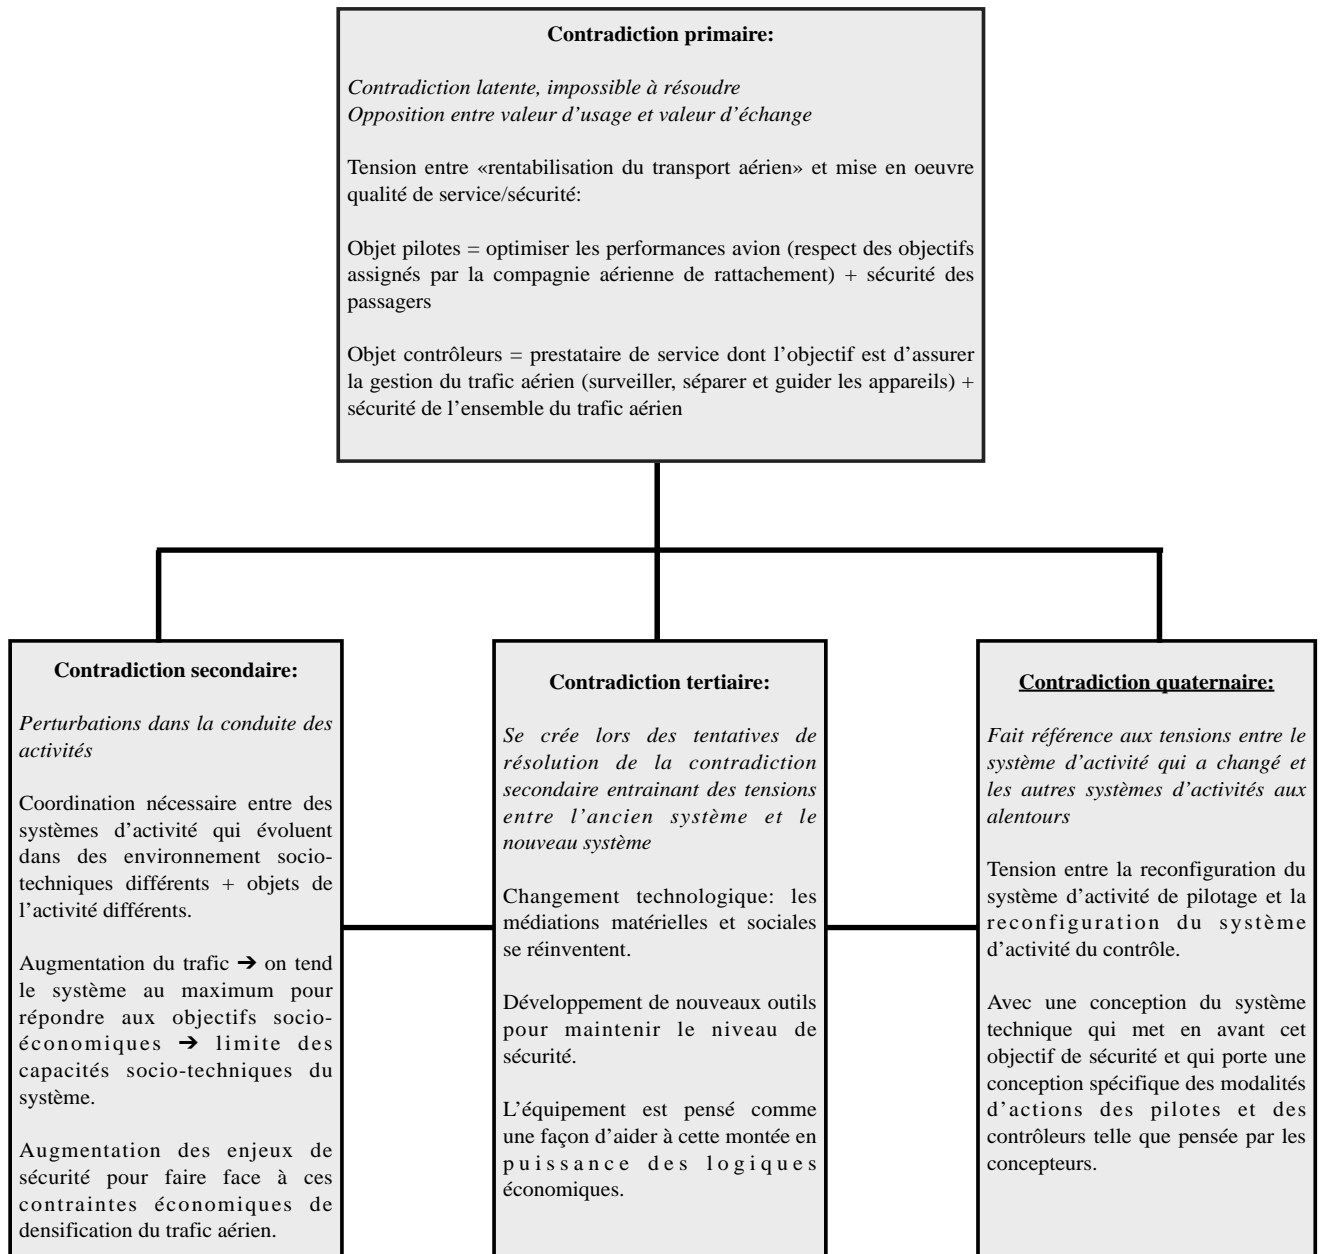 Contradiction primaire:
Contradiction latente, impossible à résoudre
Opposition entre valeur d’usage et valeur d’échange
Tension entre «rentabilisation du transport aérien» et mise en oeuvre
qualité de service/sécurité:
Objet pilotes = optimiser les performances avion (respect des objectifs
assignés par la compagnie aérienne de rattachement) + sécurité des
passagers
Objet contrôleurs = prestataire de service dont l’objectif est d’assurer
la gestion du trafic aérien (surveiller, séparer et guider les appareils) +
sécurité de l’ensemble du trafic aérien
Contradiction secondaire:
Perturbations dans la conduite des
activités
Coordination nécessaire entre des
systèmes d’activité qui évoluent
dans des environnement socio-
techniques différents + objets de
l’activité différents.
Augmentation du trafic ➔ on tend
le système au maximum pour
répondre aux objectifs socio-
économiques ➔ limite des
capacités socio-techniques du
système.
Augmentation des enjeux de
sécurité pour faire face à ces
contraintes économiques de
densification du trafic aérien.
Contradiction tertiaire:
Se crée lors des tentatives de
résolution de la contradiction
secondaire entrainant des tensions
entre l’ancien système et le
nouveau système
Changement technologique: les
médiations matérielles et sociales
se réinventent.
Développement de nouveaux outils
pour maintenir le niveau de
sécurité.
L’équipement est pensé comme
une façon d’aider à cette montée en
puissance des logiques
économiques.
Contradiction quaternaire:
Fait référence aux tensions entre le
système d’activité qui a changé et
les autres systèmes d’activités aux
alentours
Tension entre la reconfiguration du
système d’activité de pilotage et la
reconfiguration du système
d’activité du contrôle.
Avec une conception du système
technique qui met en avant cet
objectif de sécurité et qui porte une
conception spécifique des modalités
d’actions des pilotes et des
contrôleurs telle que pensée par les
concepteurs.